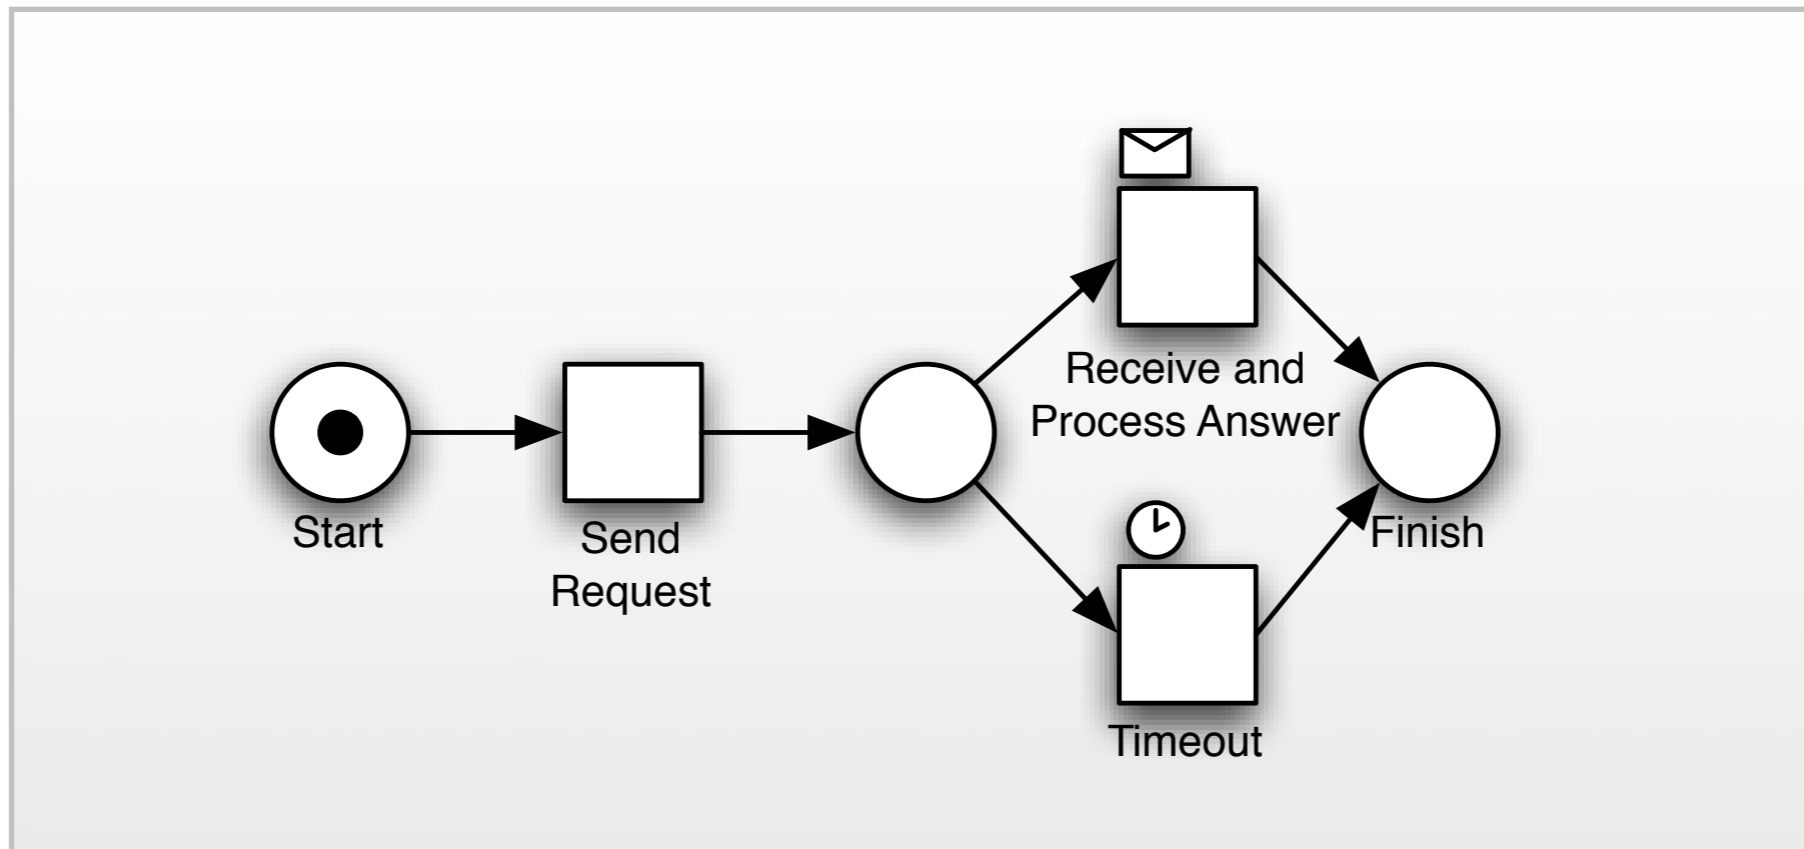 Start
Send
Request
Receive and
Process Answer
Timeout
Finish